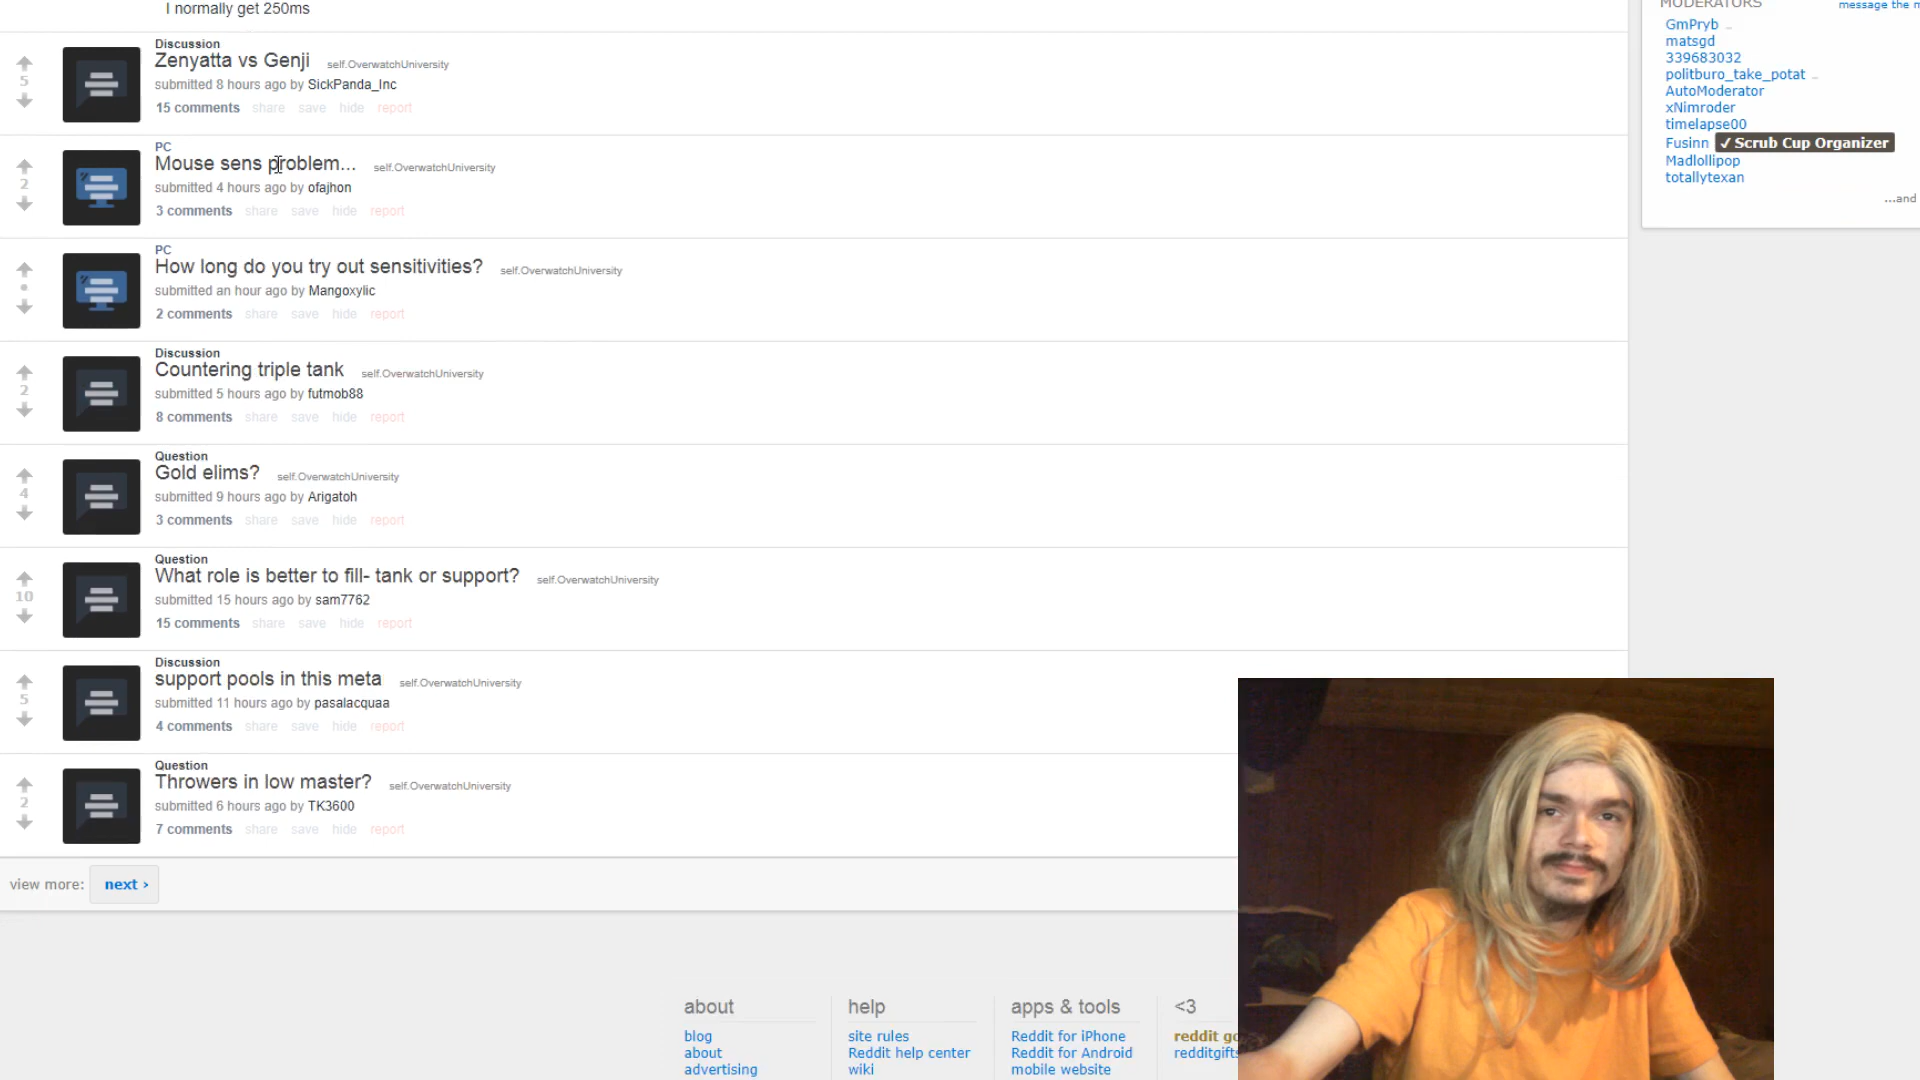 I normally get 250ms
Discussion
Zenyatta vs Genji self.OverwatchUniversity
5
submitted 8 hours ago by SickPanda_Inc
15 comments share save hide report
PC
Mouse sens problem... self.OverwatchUniversity
2
submitted 4 hours ago by ofajhon
3 comments share save hide report
PC
How long do you try out sensitivities? self.OverwatchUniversity
•
submitted an hour ago by Mangoxylic
2 comments share save hide report
Discussion
Countering triple tank self.OverwatchUniversity
2
submitted 5 hours ago by futmob88
8 comments share save hide report
Question
Gold elims? self.OverwatchUniversity
4
submitted 9 hours ago by Arigatoh
3 comments share save hide report
Question
What role is better to fill- tank or support? self.OverwatchUniversity
10
submitted 15 hours ago by sam7762
15 comments share save hide report
Discussion
support pools in this meta self.OverwatchUniversity
5
submitted 11 hours ago by pasalacquaa
4 comments share save hide report
Question
Throwers in low master? self.OverwatchUniversity
2
submitted 6 hours ago by TK3600
7 comments share save hide report
view more: next ›
MODERATORS message the m
GmPryb
matsgd
339683032
politburo_take_potat
AutoModerator
xNimroder
timelapse00
Fusinn ✓ Scrub Cup Organizer
Madlollipop
totallytexan
...and
about
blog
about
advertising
help
site rules
Reddit help center
wiki
apps & tools
Reddit for iPhone
Reddit for Android
mobile website
<3
reddit go
redditgifts